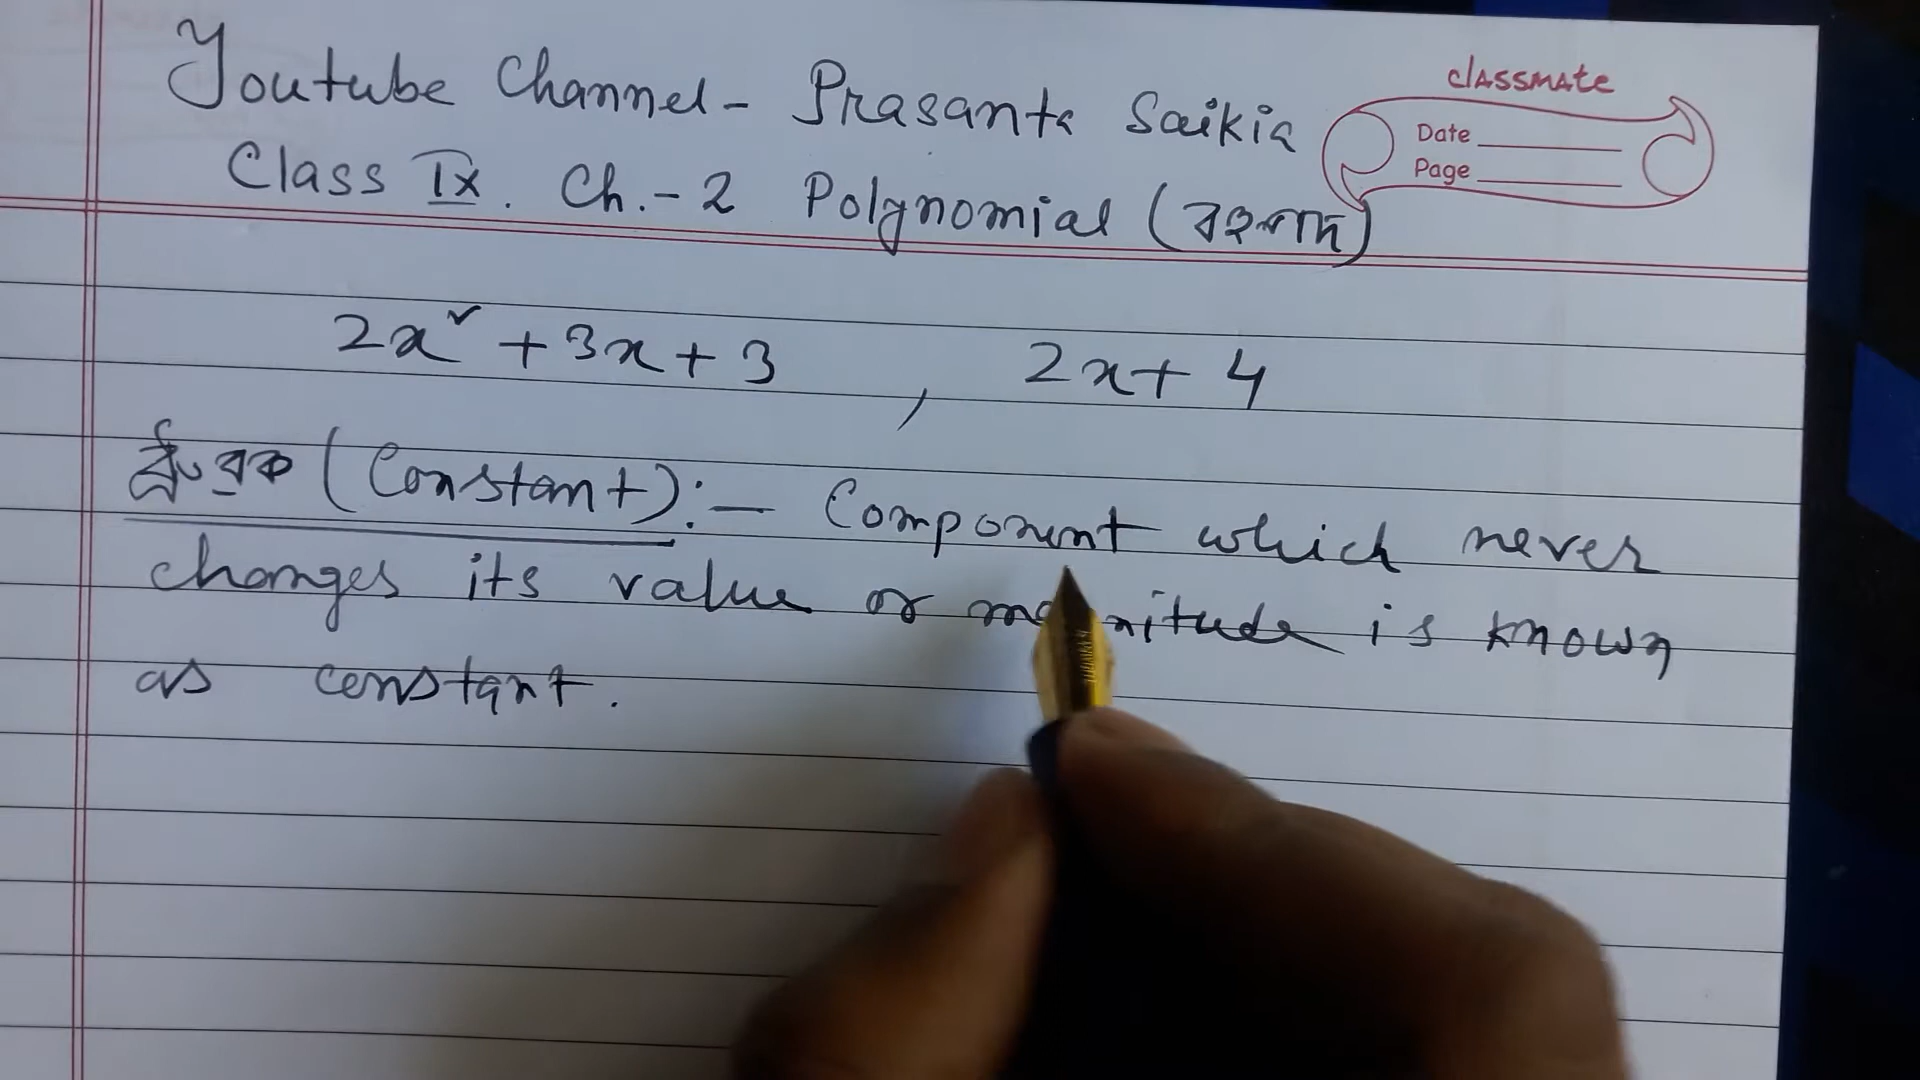 Youtube Channel - Prasanta Saikia
classmate
Date
Page
Class IX. Ch.-2 Polynomial (বহুপদ)
2x² + 3x + 3 , 2x + 4
ধ্ৰুৱক (Constant):- Component which never
changes its value or magnitude is known
as constant.